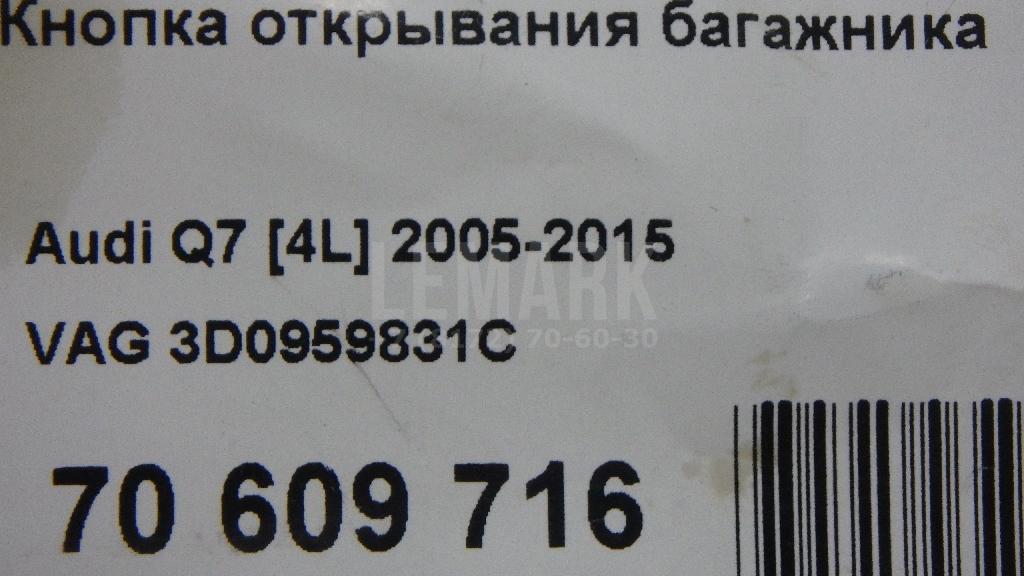 Кнопка открывания багажника
Audi Q7 [4L] 2005-2015
LEMARK
VAG 3D0959831C
70-60-30
70 609 716